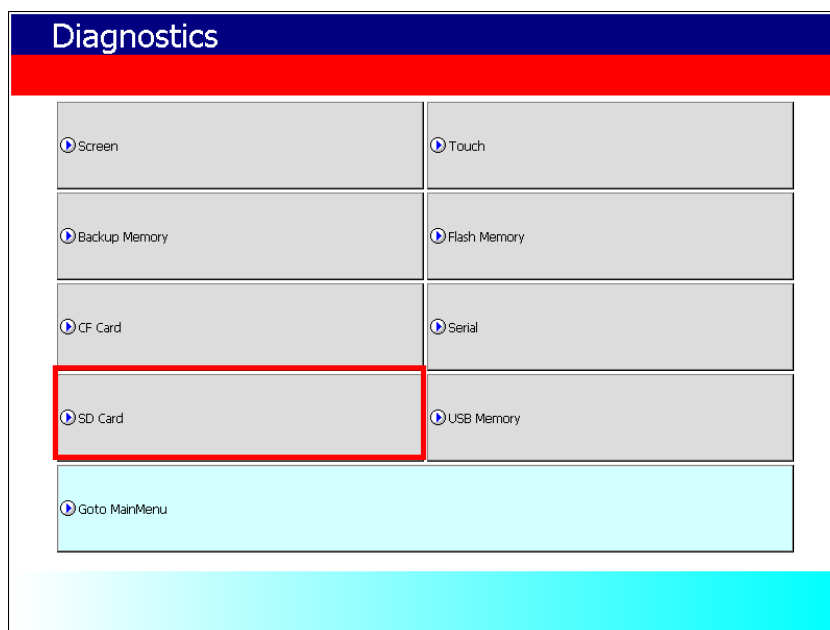 Diagnostics
Screen
Touch
Backup Memory
Flash Memory
CF Card
Serial
SD Card
USB Memory
Goto MainMenu